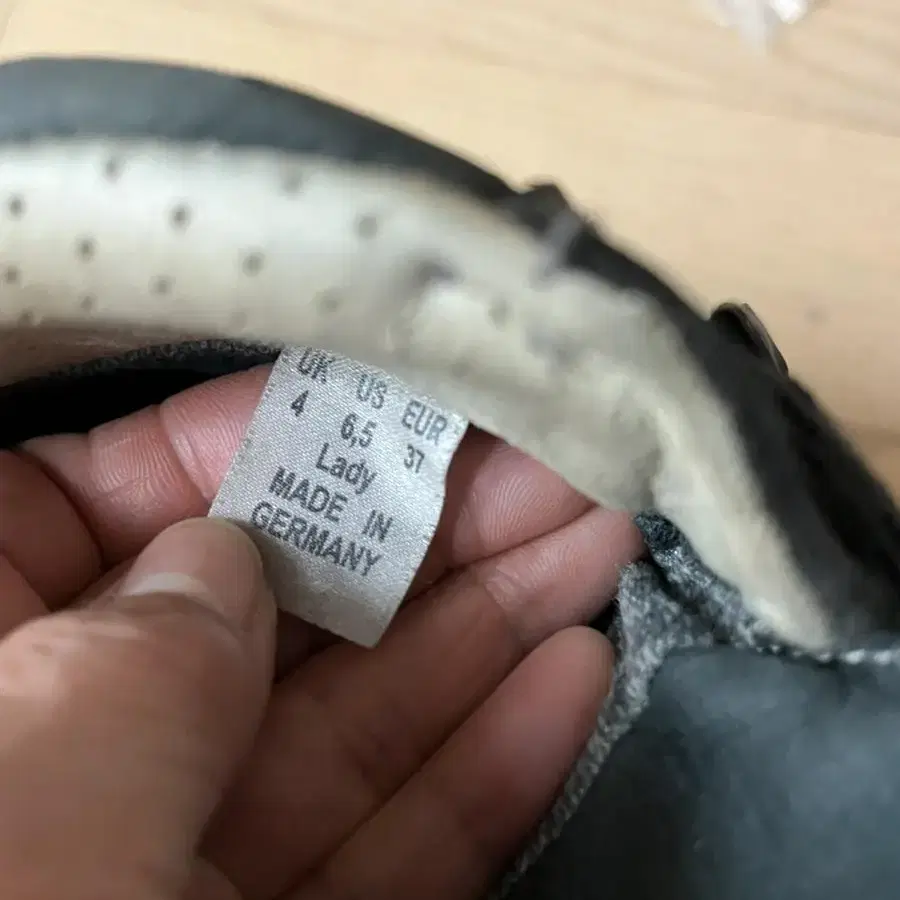 UK US EUR
4 6,5 37
Lady
MADE IN
GERMANY